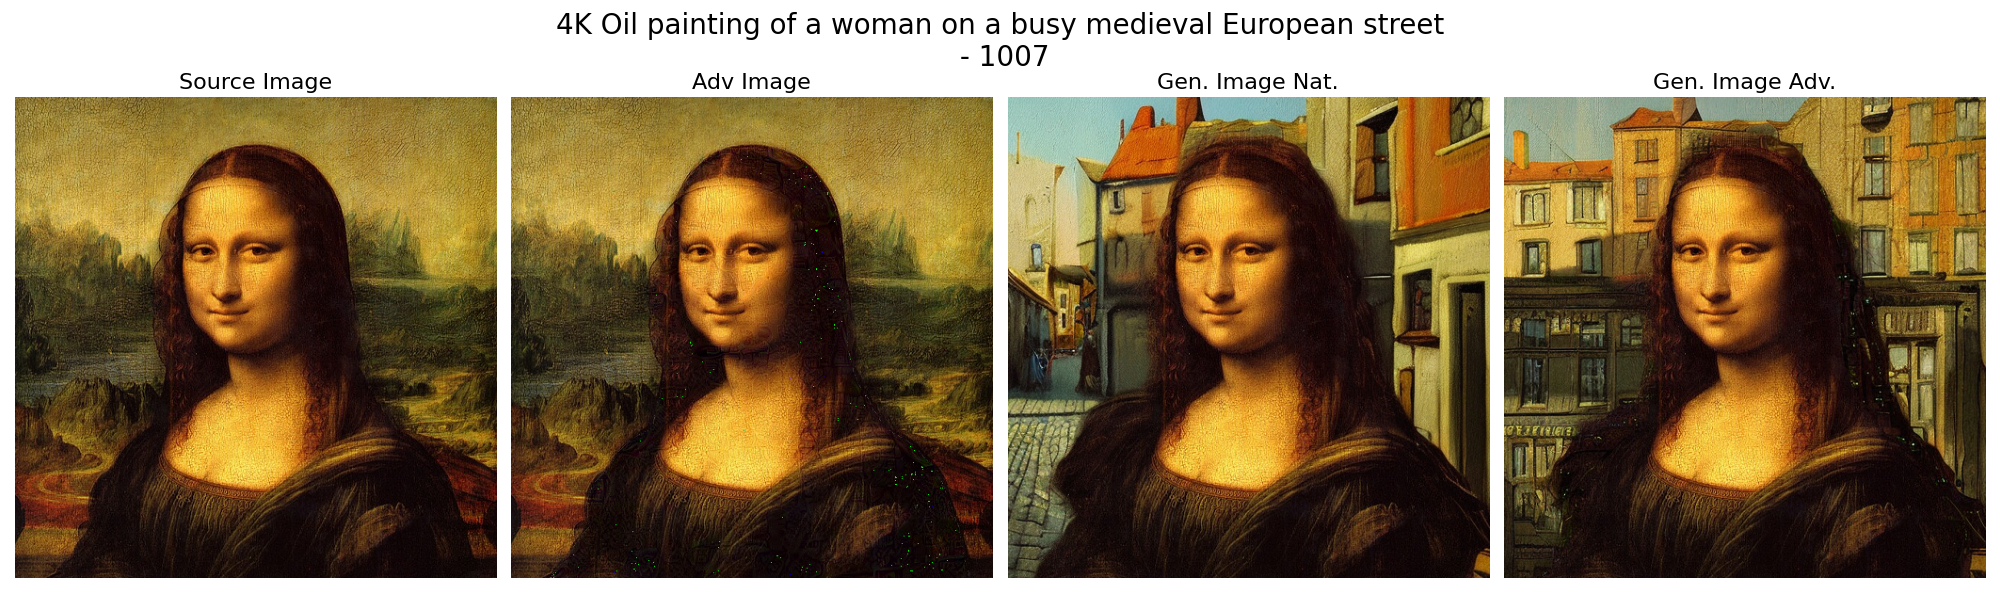 4K Oil painting of a woman on a busy medieval European street
- 1007
Source Image
Adv Image
Gen. Image Nat.
Gen. Image Adv.